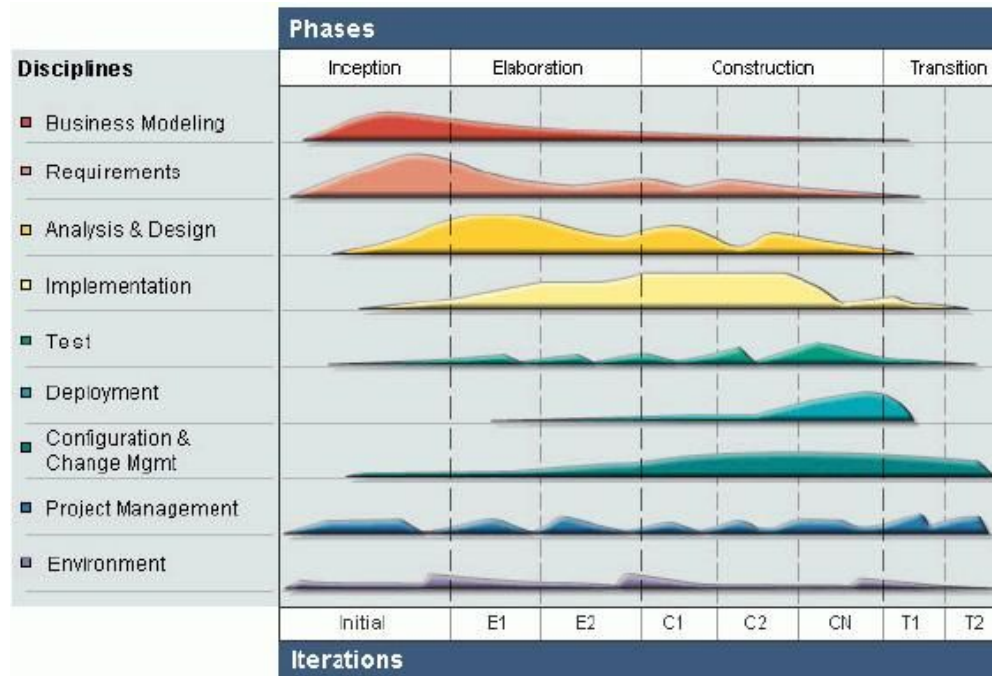 Phases
Disciplines
Inception
Elaboration
Construction
Transition
Business Modeling
Requirements
Analysis & Design
Implementation
Test
Deployment
Configuration &
Change Mgmt
Project Management
Environment
Initial
E1
E2
C1
C2
CN
T1
T2
Iterations